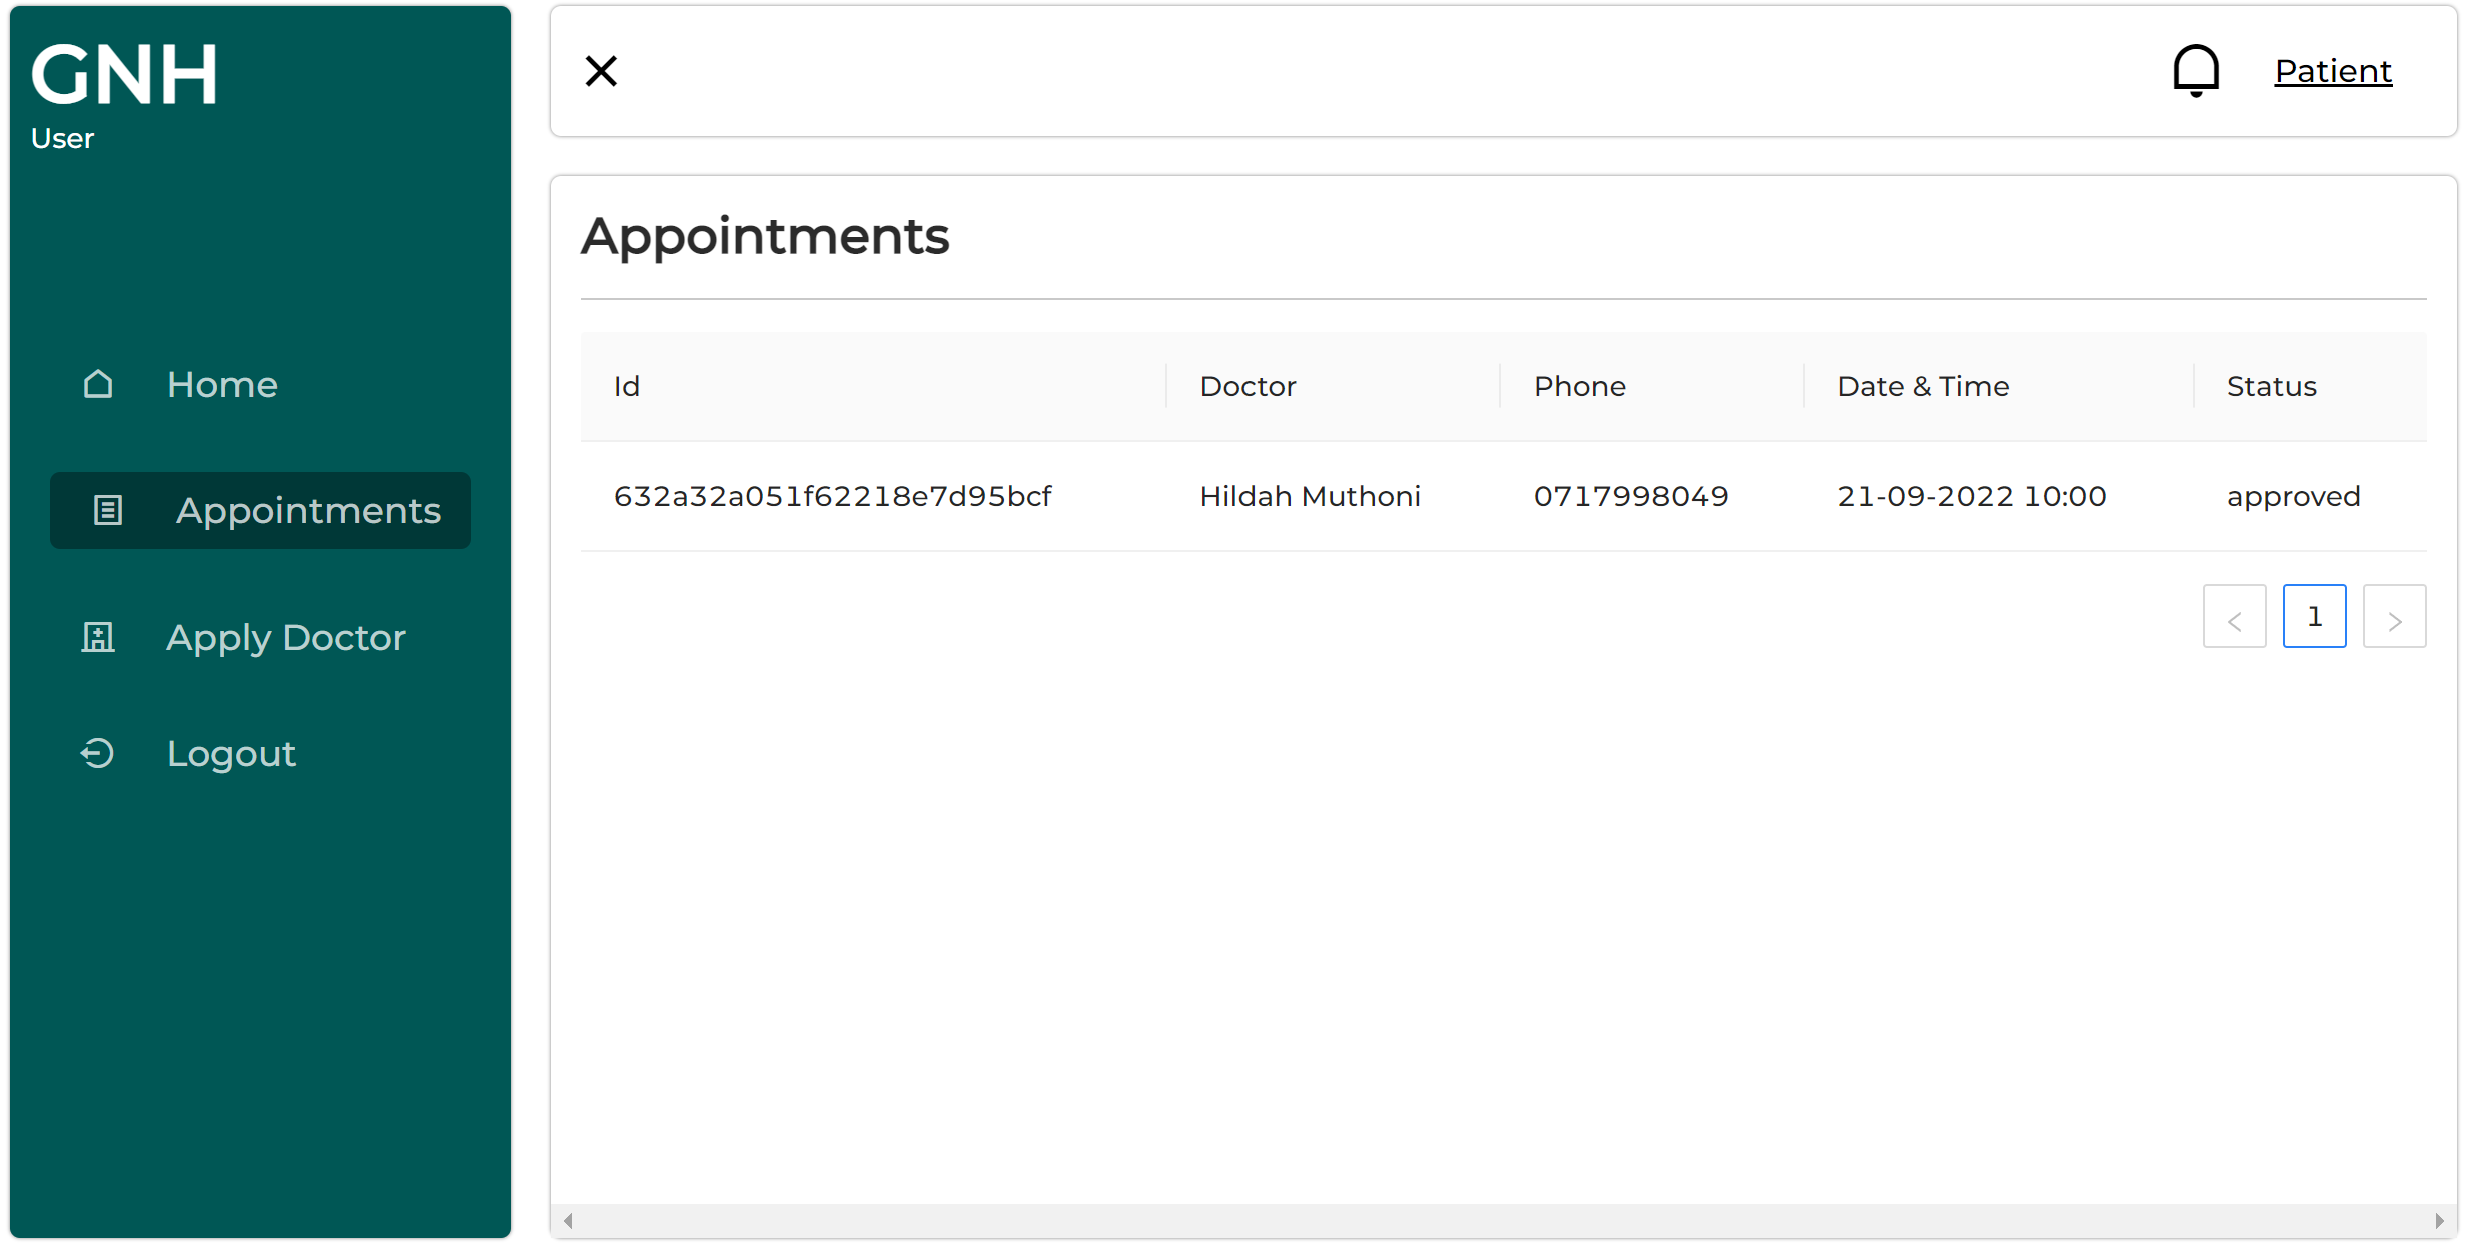 GNH
User
Home
Appointments
Apply Doctor
Logout
Patient
Appointments
Id Doctor Phone Date & Time Status
632a32a051f62218e7d95bcf Hildah Muthoni 0717998049 21-09-2022 10:00 approved
< 1 >